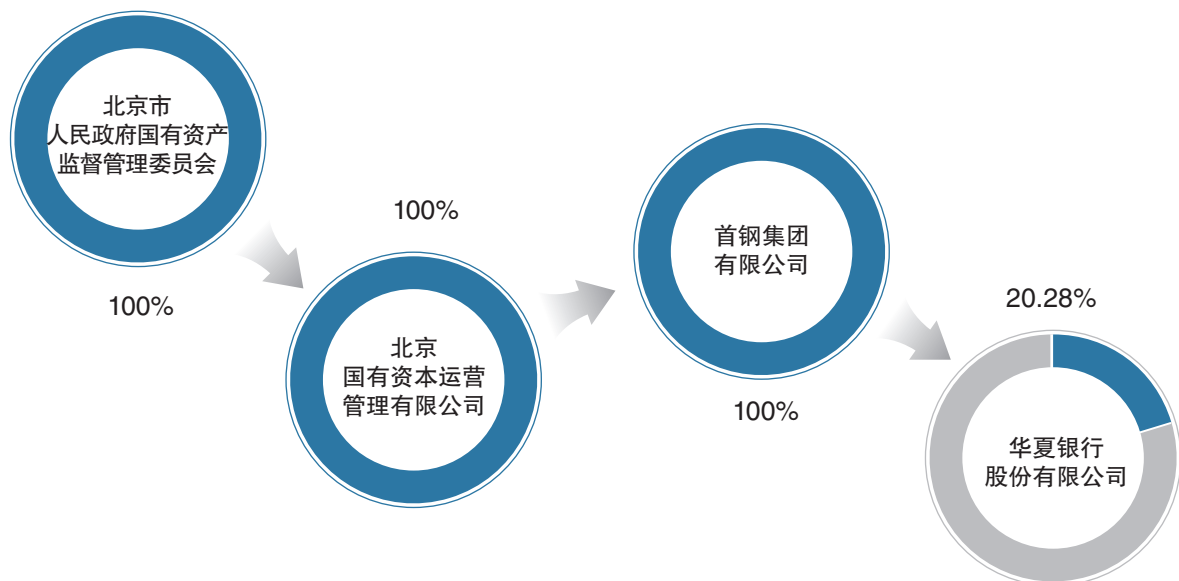 北京市
人民政府国有资产
监督管理委员会
100%
100%
北京
国有资本运营
管理有限公司
首钢集团
有限公司
100%
20.28%
华夏银行
股份有限公司